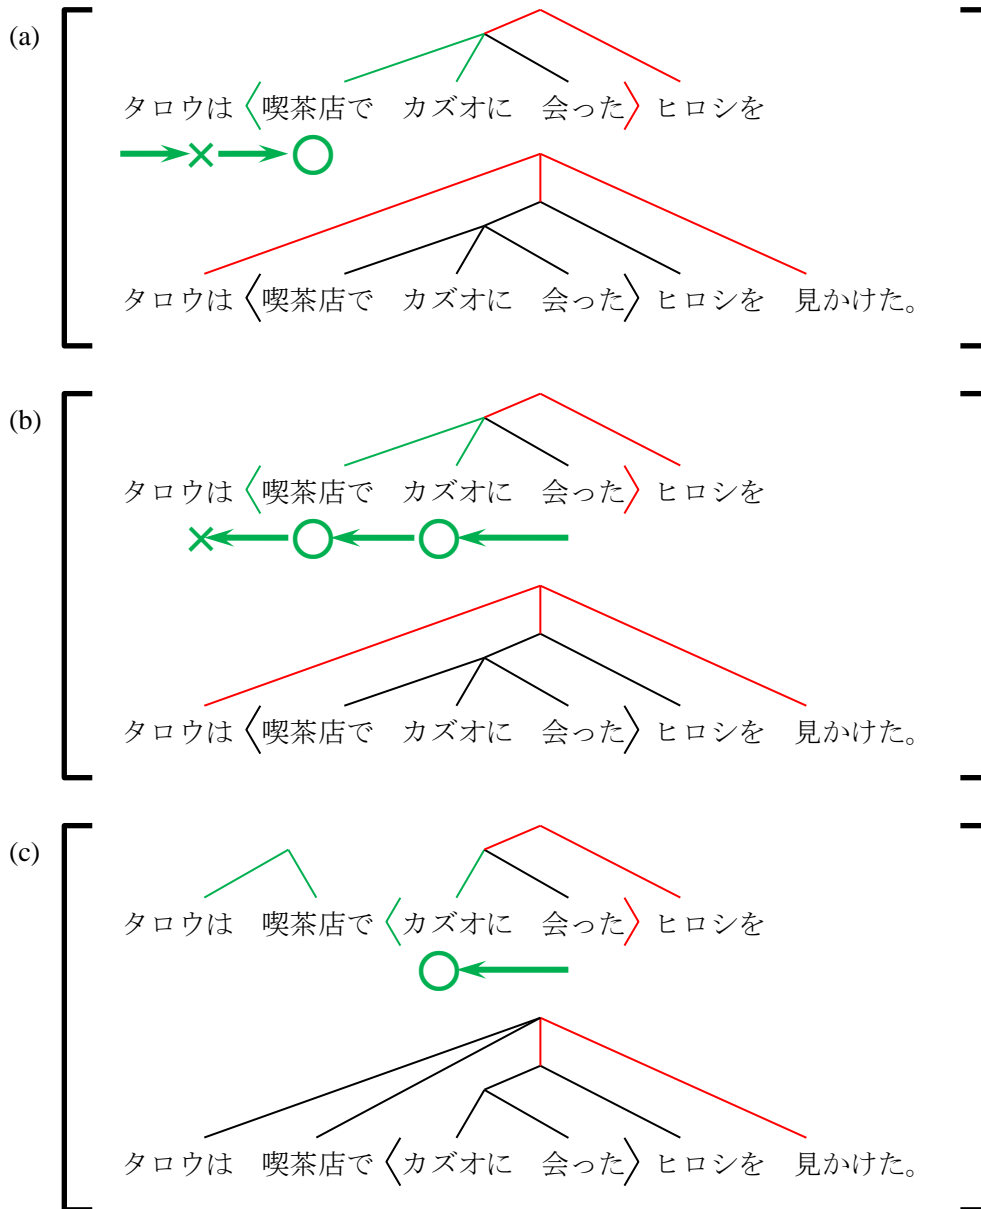 (a)
タロウは〈喫茶店で カズオに 会った〉ヒロシを
タロウは〈喫茶店で カズオに 会った〉ヒロシを 見かけた。
(b)
タロウは〈喫茶店で カズオに 会った〉ヒロシを
タロウは〈喫茶店で カズオに 会った〉ヒロシを 見かけた。
(c)
タロウは 喫茶店で〈カズオに 会った〉ヒロシを
タロウは 喫茶店で〈カズオに 会った〉ヒロシを 見かけた。